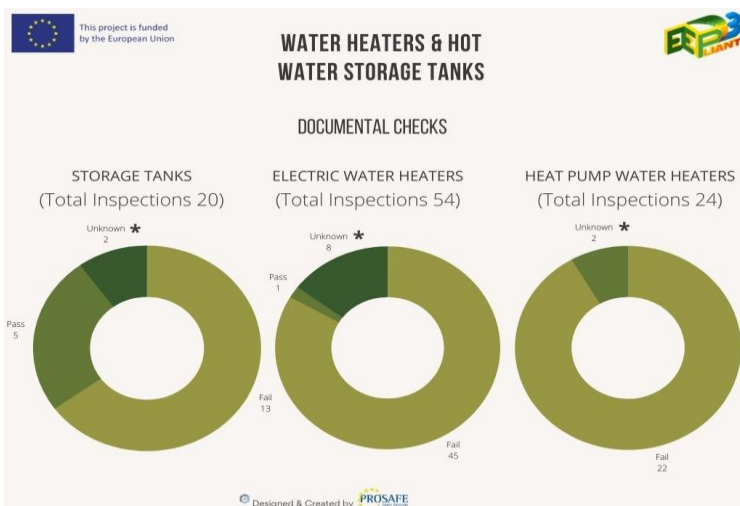 This project is funded
by the European Union
EEP3
LIANT
WATER HEATERS & HOT
WATER STORAGE TANKS
DOCUMENTAL CHECKS
STORAGE TANKS
(Total Inspections 20)
Unknown *
2
Pass
5
Fail
13
ELECTRIC WATER HEATERS
(Total Inspections 54)
Unknown *
8
Pass
1
Fail
45
HEAT PUMP WATER HEATERS
(Total Inspections 24)
Unknown *
2
Fail
22
Designed & Created by PROSAFE